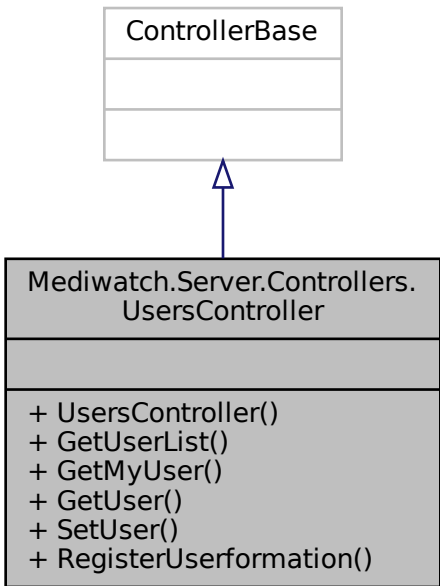 ControllerBase
Mediwatch.Server.Controllers.
UsersController
+ UsersController()
+ GetUserList()
+ GetMyUser()
+ GetUser()
+ SetUser()
+ RegisterUserformation()